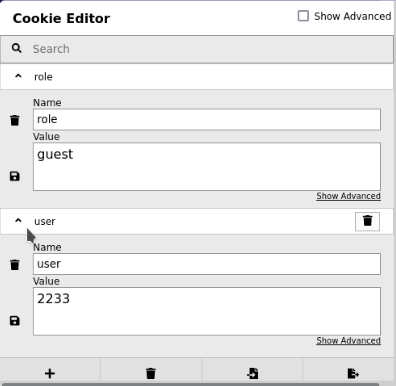 Cookie Editor
Show Advanced
Search
role
Name
role
Value
guest
Show Advanced
user
Name
user
Value
2233
Show Advanced